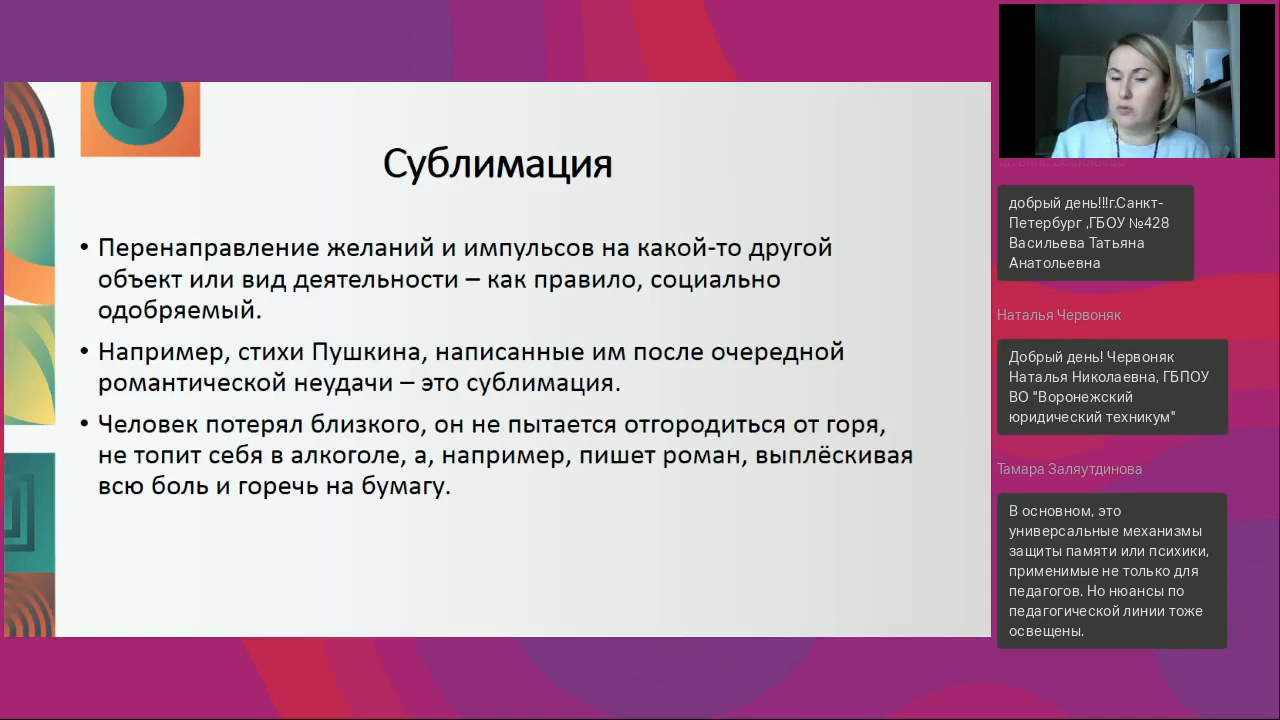 Сублимация
• Перенаправление желаний и импульсов на какой-то другой
объект или вид деятельности – как правило, социально
одобряемый.
• Например, стихи Пушкина, написанные им после очередной
романтической неудачи – это сублимация.
• Человек потерял близкого, он не пытается отгородиться от горя,
не топит себя в алкоголе, а, например, пишет роман, выплёскивая
всю боль и горечь на бумагу.
добрый день!!!г.Санкт-
Петербург ,ГБОУ №428
Васильева Татьяна
Анатольевна
Наталья Червоняк
Добрый день! Червоняк
Наталья Николаевна, ГБПОУ
ВО "Воронежский
юридический техникум"
Тамара Заляутдинова
В основном, это
универсальные механизмы
защиты памяти или психики,
применимые не только для
педагогов. Но нюансы по
педагогической линии тоже
освещены.